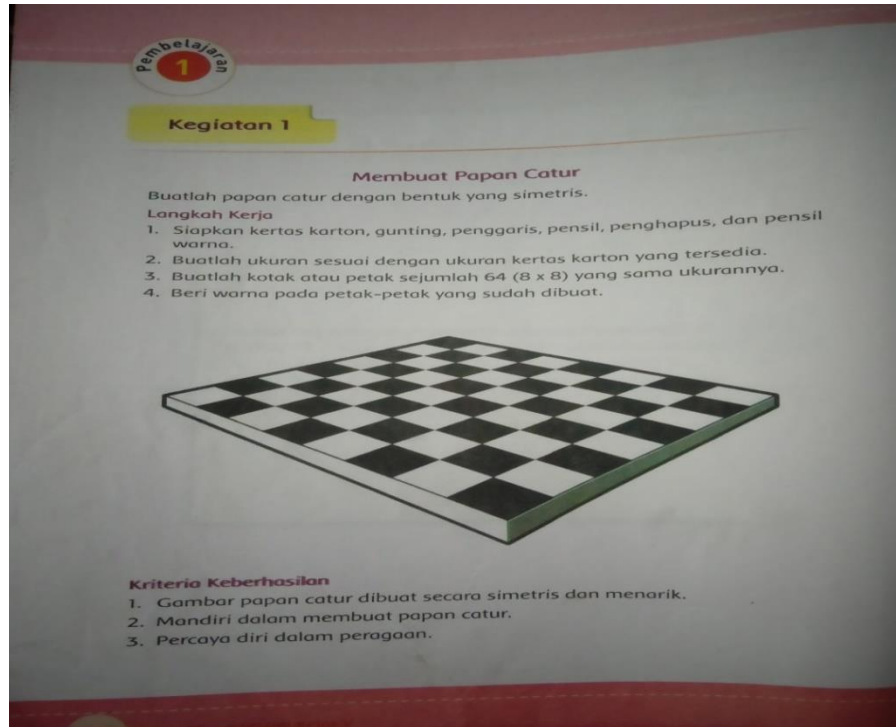 Pembelajaran
1
Kegiatan 1
Membuat Papan Catur
Buatlah papan catur dengan bentuk yang simetris.
Langkah Kerja
1. Siapkan kertas karton, gunting, penggaris, pensil, penghapus, dan pensil
warna.
2. Buatlah ukuran sesuai dengan ukuran kertas karton yang tersedia.
3. Buatlah kotak atau petak sejumlah 64 (8 x 8) yang sama ukurannya.
4. Beri warna pada petak-petak yang sudah dibuat.
Kriteria Keberhasilan
1. Gambar papan catur dibuat secara simetris dan menarik.
2. Mandiri dalam membuat papan catur.
3. Percaya diri dalam peragaan.